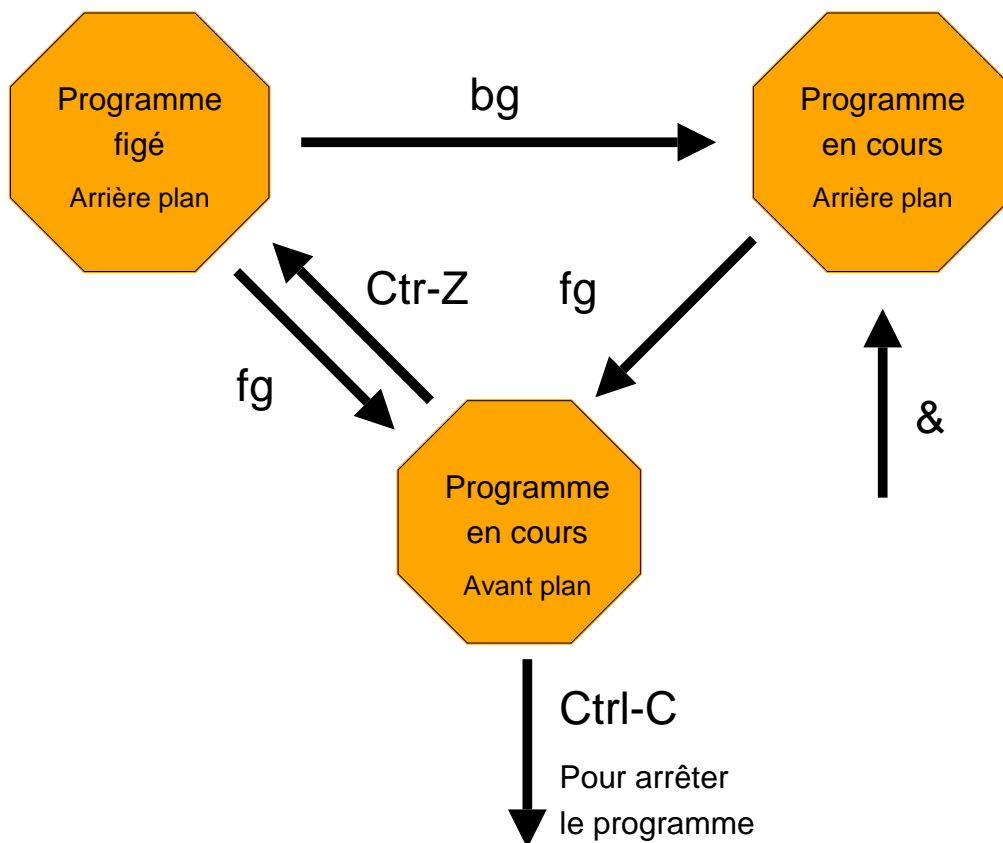 Programme
figé
Arrière plan
bg
Programme
en cours
Arrière plan
Ctr-Z
fg
fg
&
Programme
en cours
Avant plan
Ctrl-C
Pour arrêter
le programme